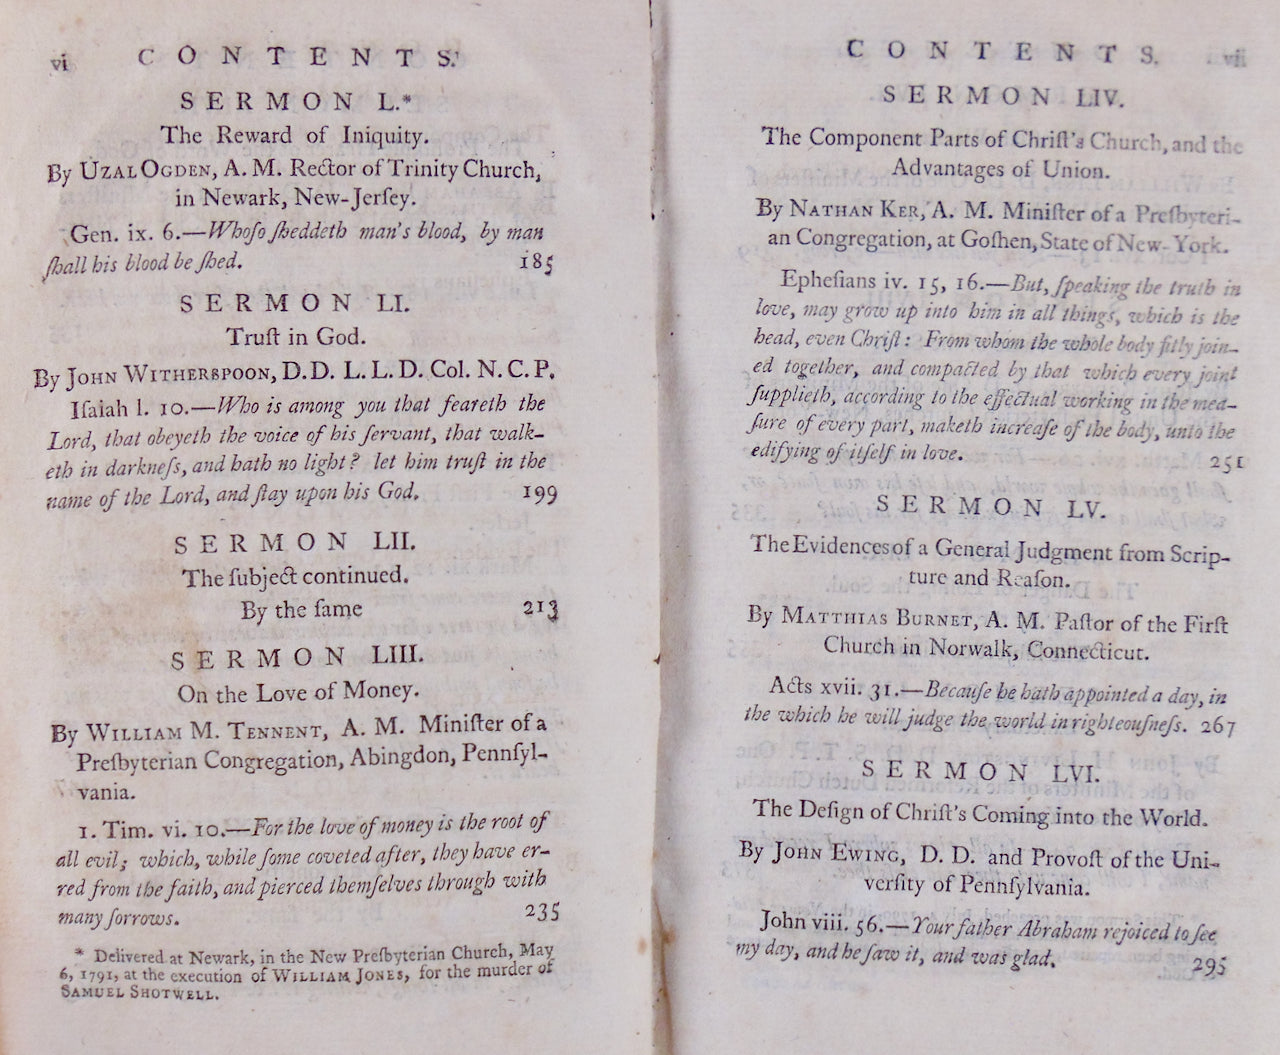 vi CONTENTS.
SERMON L.*
The Reward of Iniquity.
By UZAL OGDEN, A. M. Rector of Trinity Church,
in Newark, New-Jerſey.
Gen. ix. 6.—Whoſo ſheddeth man's blood, by man
ſhall his blood be ſhed. 185
SERMON LI.
Truſt in God.
By JOHN WITHERSPOON, D.D. L.L.D. Col. N.C.P.
Iſaiah l. 10.—Who is among you that feareth the
Lord, that obeyeth the voice of his ſervant, that walk-
eth in darkneſs, and hath no light? let him truſt in the
name of the Lord, and ſtay upon his God. 199
SERMON LII.
The ſubject continued.
By the ſame 213
SERMON LIII.
On the Love of Money.
By WILLIAM M. TENNENT, A. M. Miniſter of a
Preſbyterian Congregation, Abingdon, Pennſyl-
vania.
1. Tim. vi. 10.—For the love of money is the root of
all evil; which, while ſome coveted after, they have er-
red from the faith, and pierced themſelves through with
many ſorrows. 235
* Delivered at Newark, in the New Preſbyterian Church, May
6, 1791, at the execution of WILLIAM JONES, for the murder of
SAMUEL SHOTWELL.
CONTENTS. vii
SERMON LIV.
The Component Parts of Chriſt's Church, and the
Advantages of Union.
By NATHAN KER, A. M. Miniſter of a Preſbyteri-
an Congregation, at Goſhen, State of New-York.
Epheſians iv. 15, 16.—But, ſpeaking the truth in
love, may grow up into him in all things, which is the
head, even Chriſt: From whom the whole body fitly join-
ed together, and compacted by that which every joint
ſupplieth, according to the effectual working in the mea-
ſure of every part, maketh increaſe of the body, unto the
edifying of itſelf in love. 251
SERMON LV.
The Evidences of a General Judgment from Scrip-
ture and Reaſon.
By MATTHIAS BURNET, A. M. Paſtor of the Firſt
Church in Norwalk, Connecticut.
Acts xvii. 31.—Becauſe he hath appointed a day, in
the which he will judge the world in righteouſneſs. 267
SERMON LVI.
The Deſign of Chriſt's Coming into the World.
By JOHN EWING, D. D. and Provoſt of the Uni-
verſity of Pennſylvania.
John viii. 56.—Your father Abraham rejoiced to ſee
my day, and he ſaw it, and was glad. 295